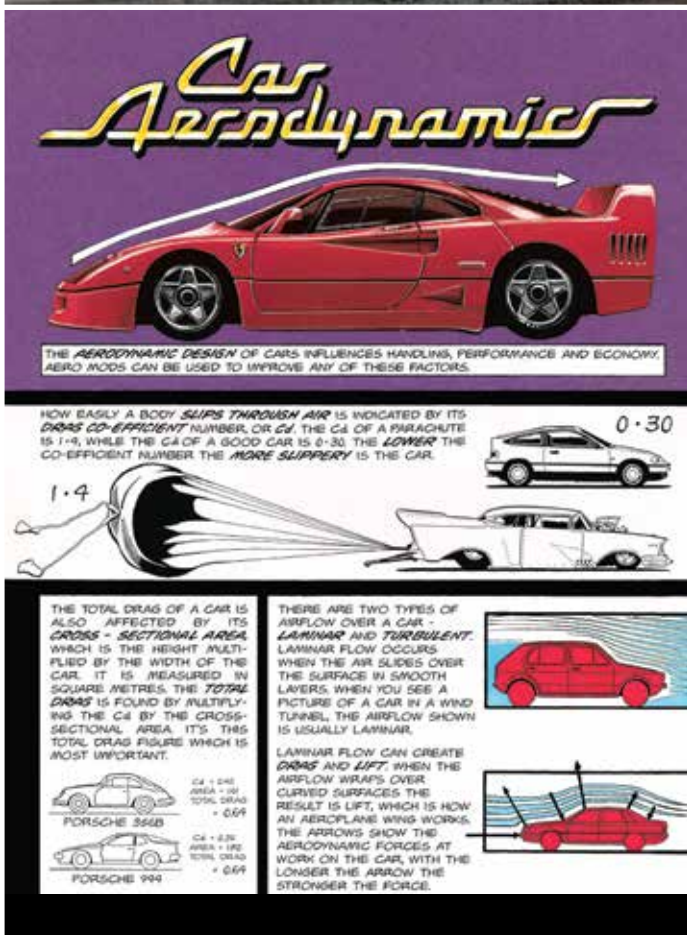 Car
Aerodynamics
THE AERODYNAMIC DESIGN OF CARS INFLUENCES HANDLING, PERFORMANCE AND ECONOMY.
AERO MODS CAN BE USED TO IMPROVE ANY OF THESE FACTORS.
HOW EASILY A BODY SLIPS THROUGH AIR IS INDICATED BY ITS
DRAG CO-EFFICIENT NUMBER, OR Cd. THE Cd OF A PARACHUTE
IS 1·4, WHILE THE Cd OF A GOOD CAR IS 0·30. THE LOWER THE
CO-EFFICIENT NUMBER THE MORE SLIPPERY IS THE CAR.
0·30
1·4
THE TOTAL DRAG OF A CAR IS
ALSO AFFECTED BY ITS
CROSS - SECTIONAL AREA,
WHICH IS THE HEIGHT MULTI-
PLIED BY THE WIDTH OF THE
CAR. IT IS MEASURED IN
SQUARE METRES. THE TOTAL
DRAG IS FOUND BY MULTIPLY-
ING THE Cd BY THE CROSS-
SECTIONAL AREA. IT'S THIS
TOTAL DRAG FIGURE WHICH IS
MOST IMPORTANT.
AREA
TOTAL DRAG
PORSCHE 356B
AREA
TOTAL DRAG
PORSCHE 944
THERE ARE TWO TYPES OF
AIRFLOW OVER A CAR -
LAMINAR AND TURBULENT.
LAMINAR FLOW OCCURS
WHEN THE AIR SLIDES OVER
THE SURFACE IN SMOOTH
LAYERS. WHEN YOU SEE A
PICTURE OF A CAR IN A WIND
TUNNEL, THE AIRFLOW SHOWN
IS USUALLY LAMINAR.
LAMINAR FLOW CAN CREATE
DRAG AND LIFT. WHEN THE
AIRFLOW WRAPS OVER
CURVED SURFACES THE
RESULT IS LIFT, WHICH IS HOW
AN AEROPLANE WING WORKS.
THE ARROWS SHOW THE
AERODYNAMIC FORCES AT
WORK ON THE CAR, WITH THE
LONGER THE ARROW THE
STRONGER THE FORCE.